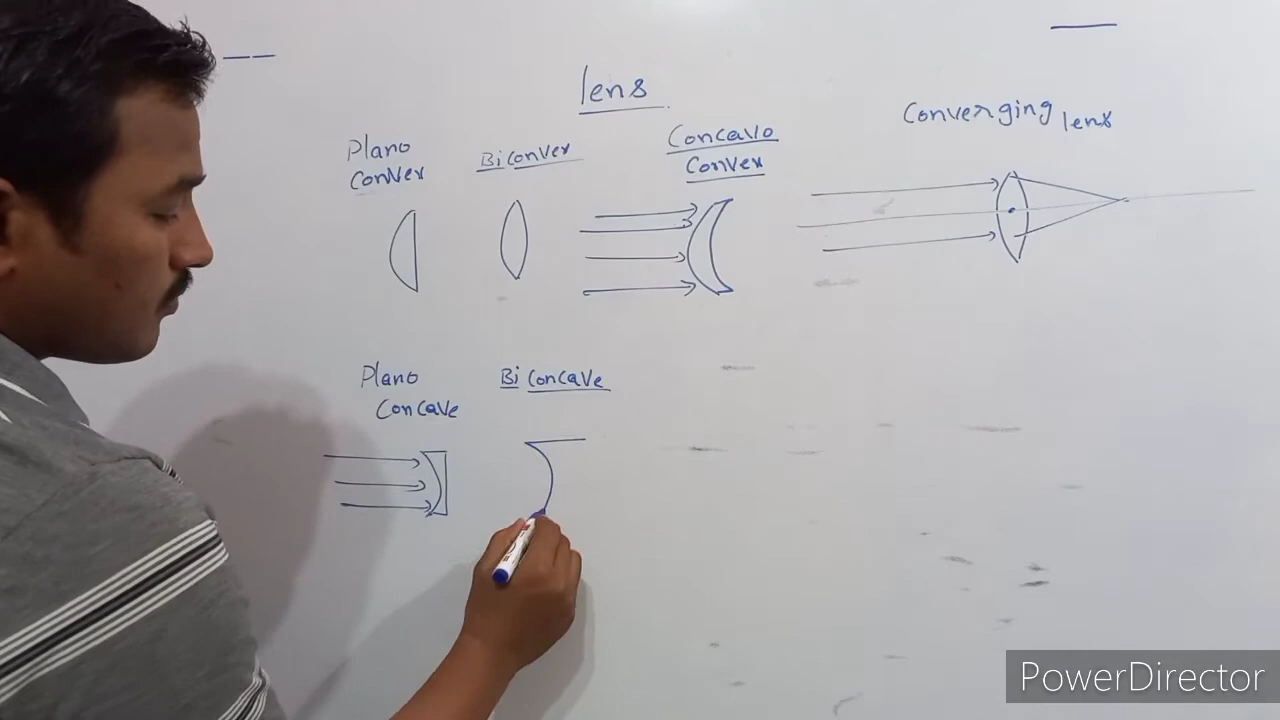 lens
Plano
Convex
Biconvex
Concavo
Convex
Converging lens
Plano
Concave
Bi Concave
PowerDirector